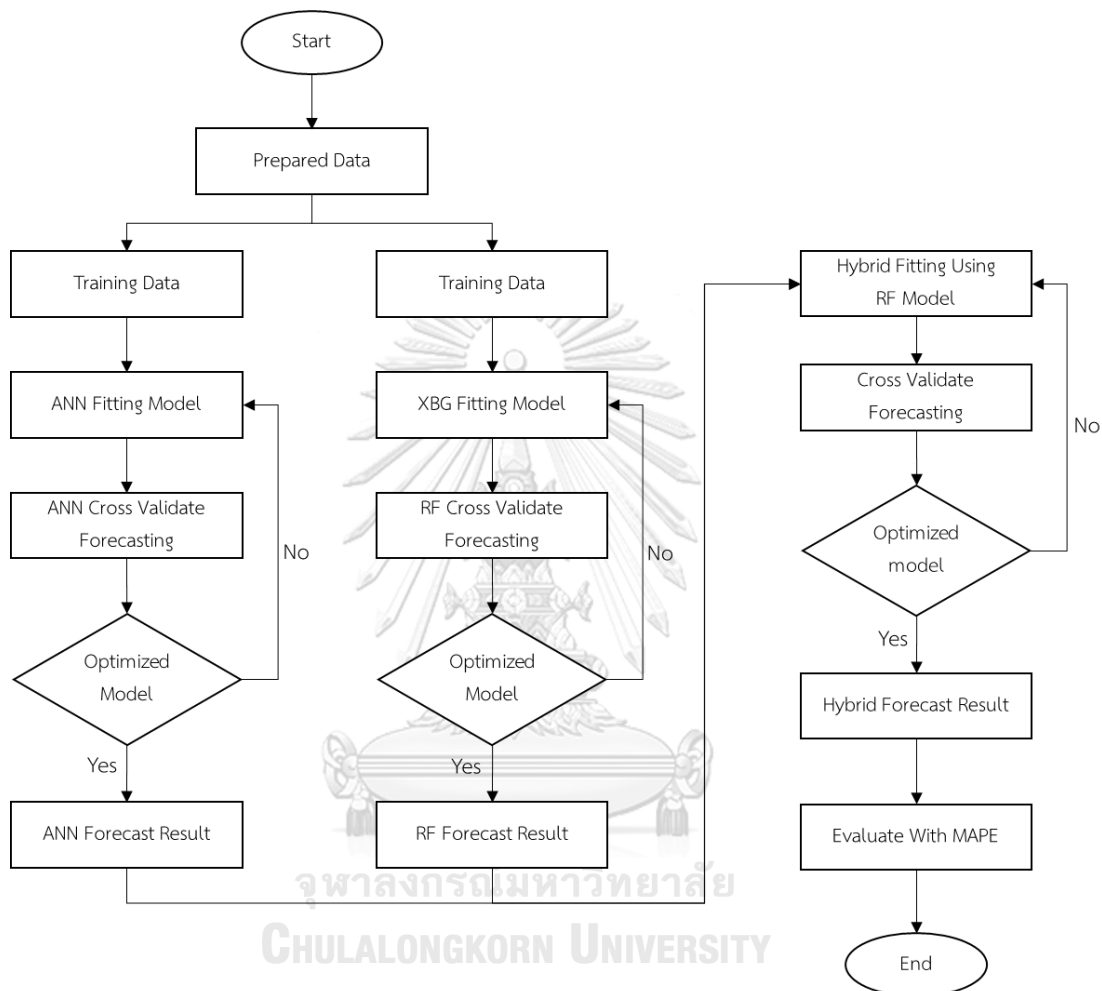 Start
Prepared Data
Training Data
ANN Fitting Model
ANN Cross Validate
Forecasting
No
Optimized
Model
Yes
ANN Forecast Result
Training Data
XBG Fitting Model
RF Cross Validate
Forecasting
No
Optimized
Model
Yes
RF Forecast Result
Hybrid Fitting Using
RF Model
Cross Validate
Forecasting
No
Optimized
model
Yes
Hybrid Forecast Result
Evaluate With MAPE
End
จุฬาลงกรณ์มหาวิทยาลัย
CHULALONGKORN UNIVERSITY